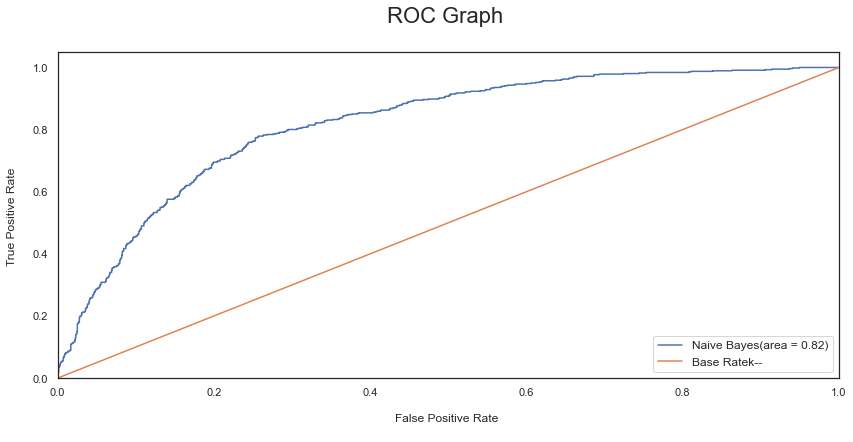 ROC Graph
1.0
0.8
0.6
0.4
0.2
0.0
True Positive Rate
0.0 0.2 0.4 0.6 0.8 1.0
False Positive Rate
Naive Bayes(area = 0.82)
Base Ratek--